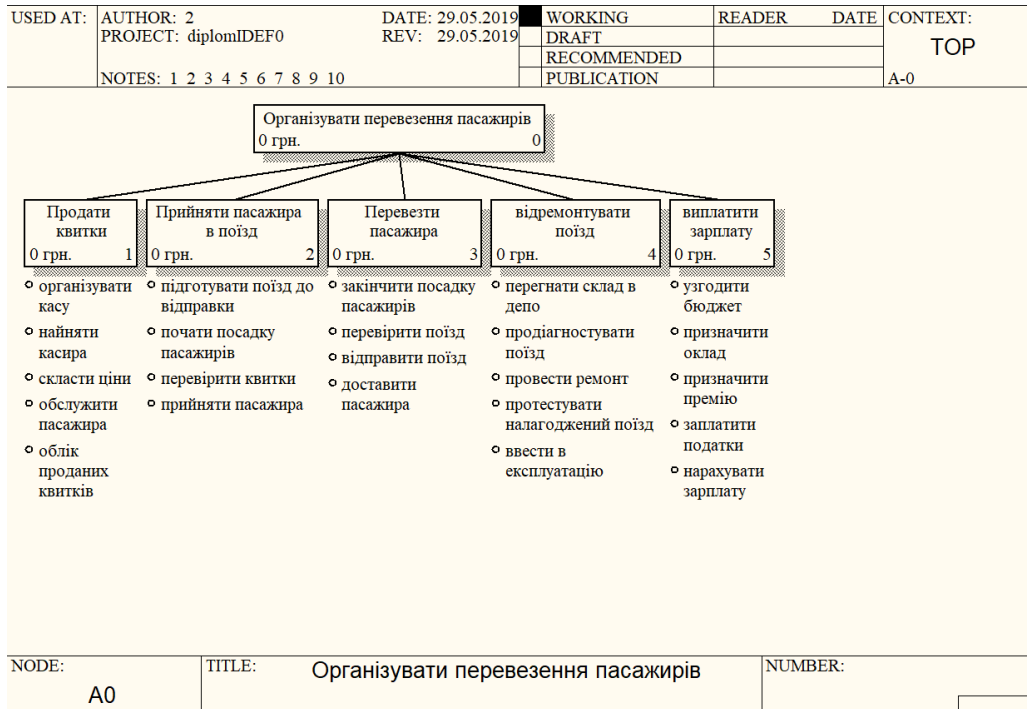 USED AT:
AUTHOR: 2
DATE: 29.05.2019
PROJECT: diplomIDEF0
REV: 29.05.2019
NOTES: 1 2 3 4 5 6 7 8 9 10
WORKING
DRAFT
RECOMMENDED
PUBLICATION
READER DATE
CONTEXT:
TOP
A-0
Організувати перевезення пасажирів
0 грн. 0
Продати
квитки
0 грн. 1
Прийняти пасажира
в поїзд
0 грн. 2
Перевезти
пасажира
0 грн. 3
відремонтувати
поїзд
0 грн. 4
виплатити
зарплату
0 грн. 5
організувати
касу
найняти
касира
скласти ціни
обслужити
пасажира
облік
проданих
квитків
підготувати поїзд до
відправки
почати посадку
пасажирів
перевірити квитки
прийняти пасажира
закінчити посадку
пасажирів
перевірити поїзд
відправити поїзд
доставити
пасажира
перегнати склад в
депо
продіагностувати
поїзд
провести ремонт
протестувати
налагоджений поїзд
ввести в
експлуатацію
узгодити
бюджет
призначити
оклад
призначити
премію
заплатити
податки
нарахувати
зарплату
NODE:
A0
TITLE:
Організувати перевезення пасажирів
NUMBER: